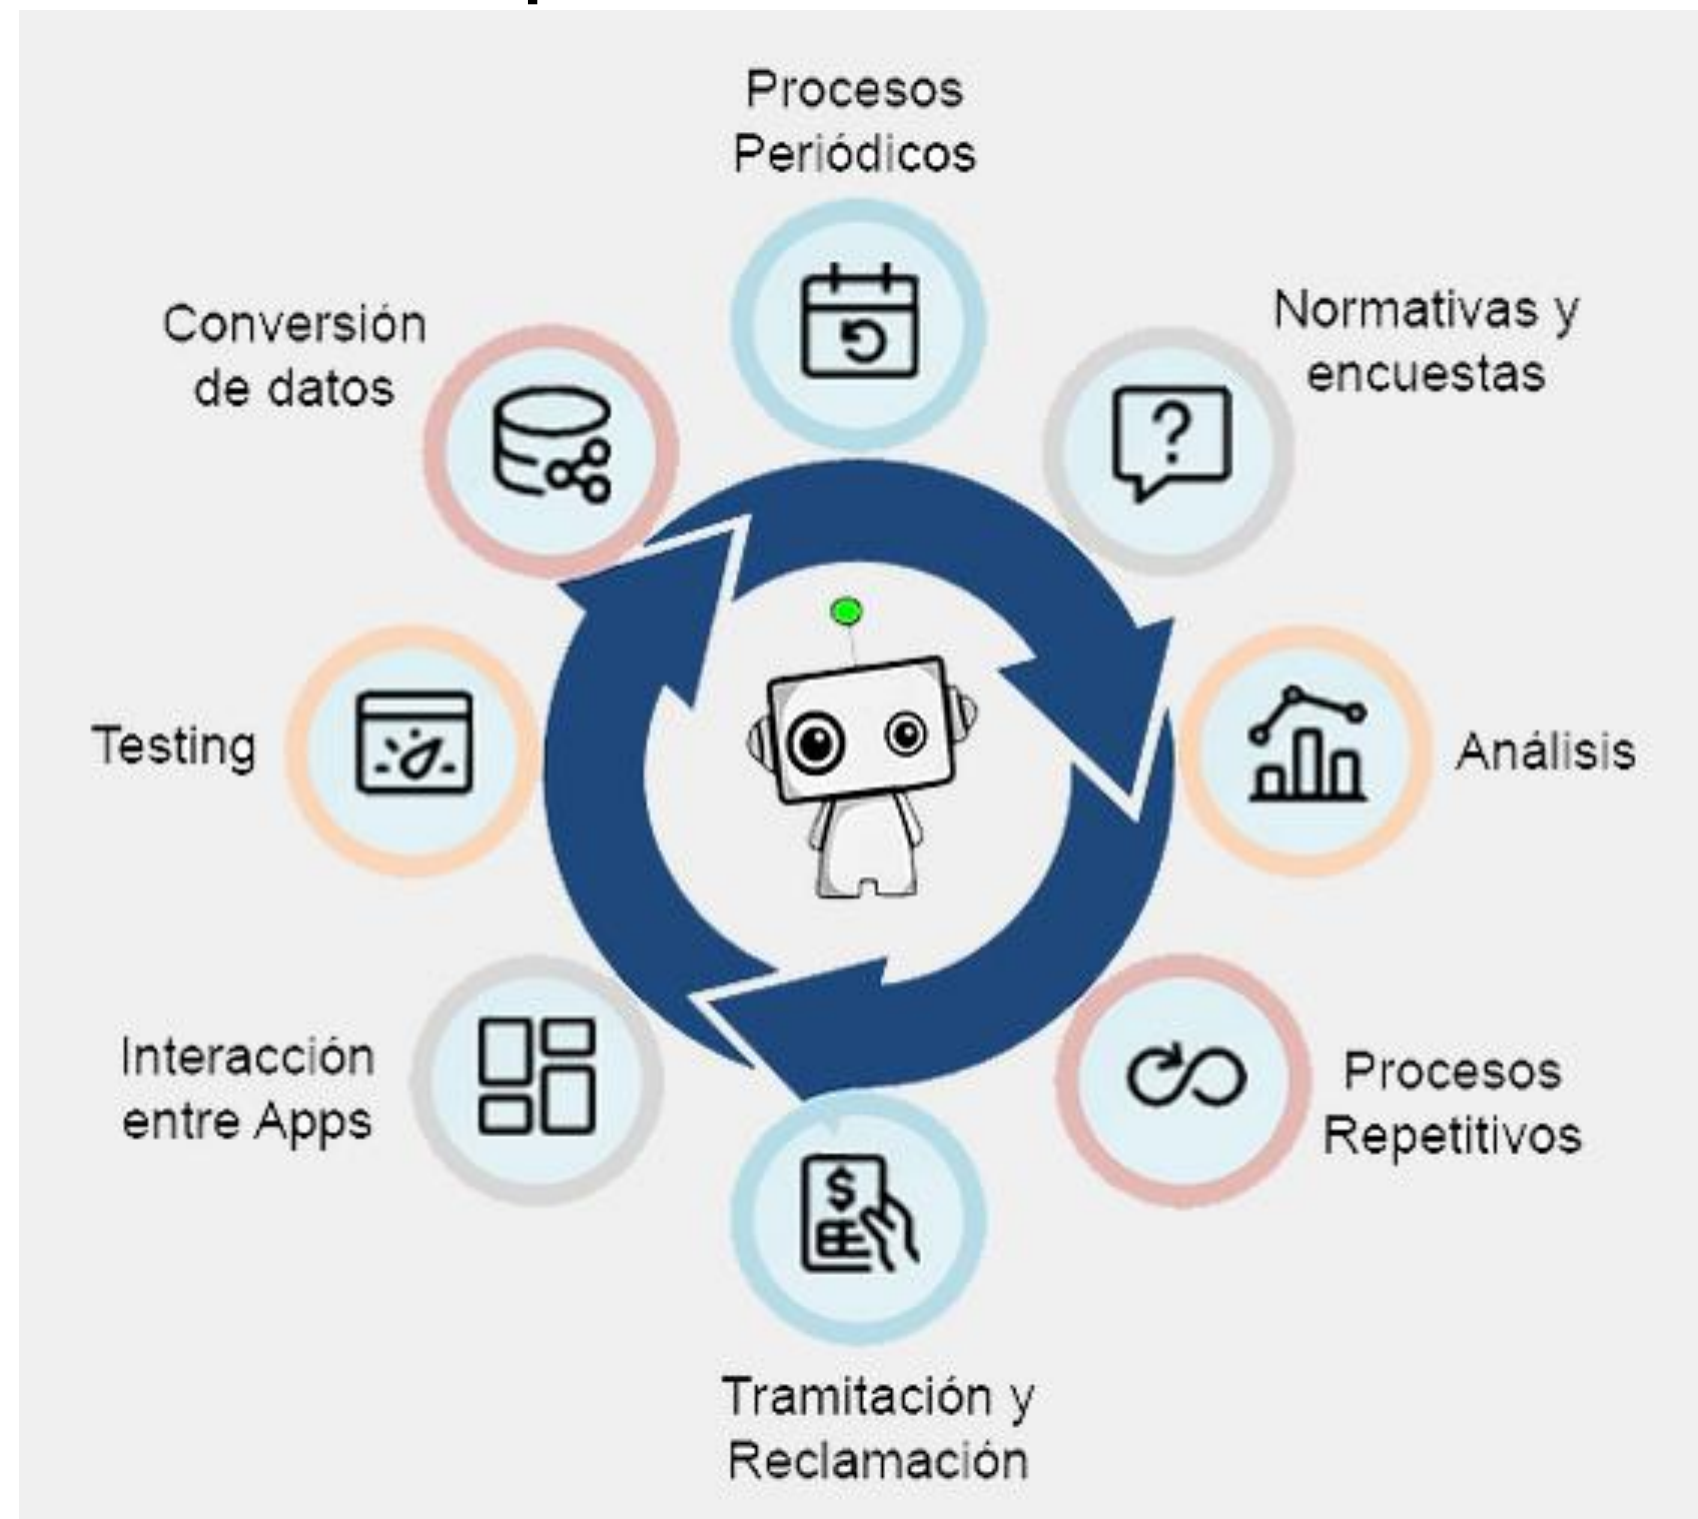 Procesos
Periódicos
Normativas y
encuestas
Conversión
de datos
Testing
Análisis
Interacción
entre Apps
Procesos
Repetitivos
$
Tramitación y
Reclamación
?